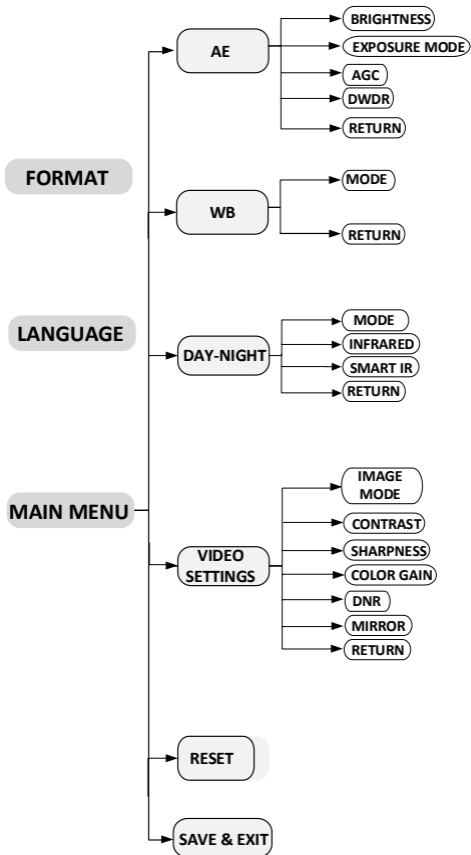 FORMAT
LANGUAGE
MAIN MENU
AE
BRIGHTNESS
EXPOSURE MODE
AGC
DWDR
RETURN
WB
MODE
RETURN
DAY-NIGHT
MODE
INFRARED
SMART IR
RETURN
VIDEO
SETTINGS
IMAGE
MODE
CONTRAST
SHARPNESS
COLOR GAIN
DNR
MIRROR
RETURN
RESET
SAVE & EXIT